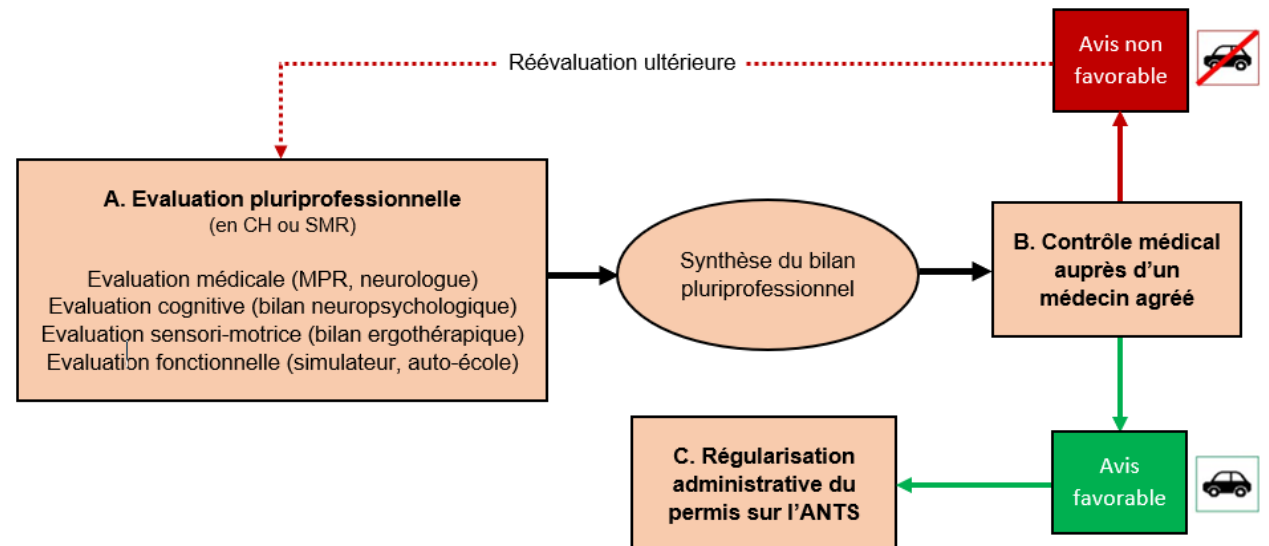 Avis non
favorable
Réévaluation ultérieure
A. Evaluation pluriprofessionnelle
(en CH ou SMR)
Evaluation médicale (MPR, neurologue)
Evaluation cognitive (bilan neuropsychologique)
Evaluation sensori-motrice (bilan ergothérapique)
Evaluation fonctionnelle (simulateur, auto-école)
Synthèse du bilan
pluriprofessionnel
B. Contrôle médical
auprès d'un
médecin agréé
C. Régularisation
administrative du
permis sur l'ANTS
Avis
favorable